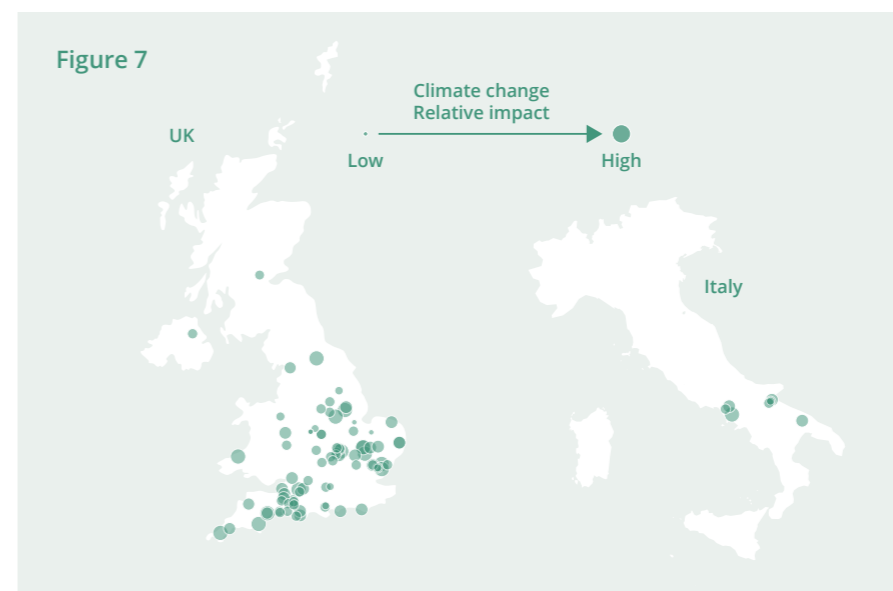 Figure 7
Climate change
Relative impact
UK
Low
High
Italy